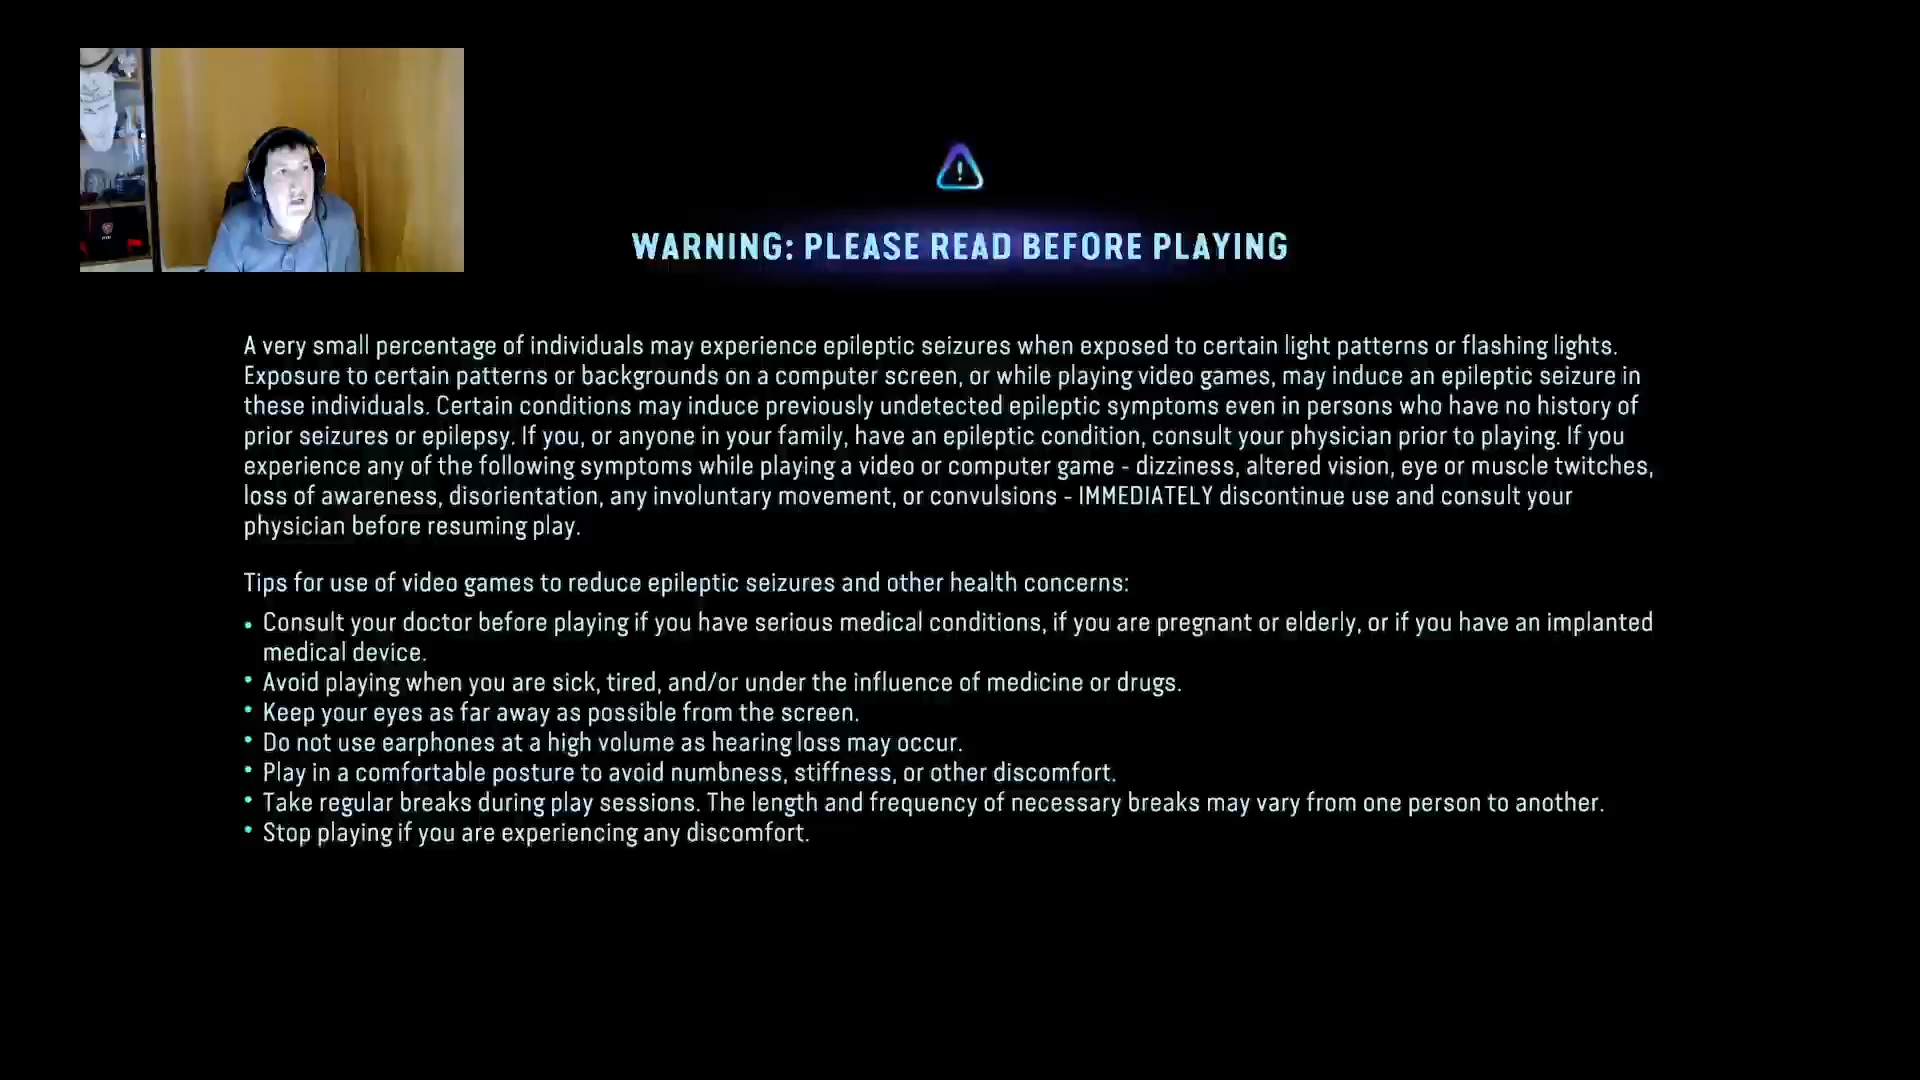 WARNING: PLEASE READ BEFORE PLAYING
A very small percentage of individuals may experience epileptic seizures when exposed to certain light patterns or flashing lights.
Exposure to certain patterns or backgrounds on a computer screen, or while playing video games, may induce an epileptic seizure in
these individuals. Certain conditions may induce previously undetected epileptic symptoms even in persons who have no history of
prior seizures or epilepsy. If you, or anyone in your family, have an epileptic condition, consult your physician prior to playing. If you
experience any of the following symptoms while playing a video or computer game - dizziness, altered vision, eye or muscle twitches,
loss of awareness, disorientation, any involuntary movement, or convulsions - IMMEDIATELY discontinue use and consult your
physician before resuming play.
Tips for use of video games to reduce epileptic seizures and other health concerns:
• Consult your doctor before playing if you have serious medical conditions, if you are pregnant or elderly, or if you have an implanted
medical device.
• Avoid playing when you are sick, tired, and/or under the influence of medicine or drugs.
• Keep your eyes as far away as possible from the screen.
• Do not use earphones at a high volume as hearing loss may occur.
• Play in a comfortable posture to avoid numbness, stiffness, or other discomfort.
• Take regular breaks during play sessions. The length and frequency of necessary breaks may vary from one person to another.
• Stop playing if you are experiencing any discomfort.